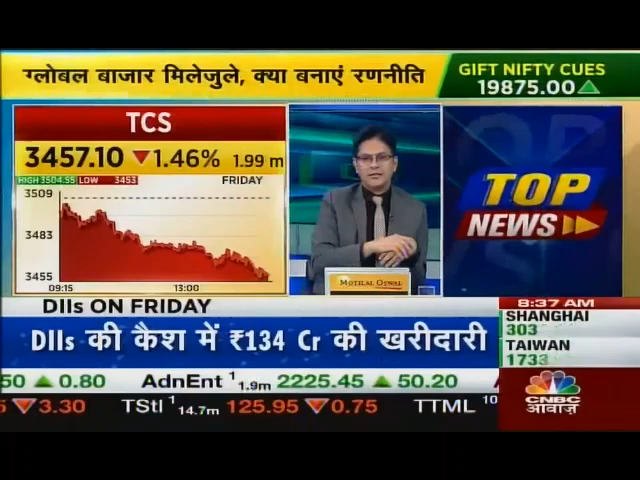 ग्लोबल बाजार मिलेजुले, क्या बनाएं रणनीति
GIFT NIFTY CUES
19875.00▲
TCS
3457.10 ▼1.46% 1.99 m
HIGH 3504.55 LOW 3453 FRIDAY
3509
3483
3455
09:15 13:00
MOTILAL OSWAL
TOP
NEWS
DIIs ON FRIDAY
DIIs की कैश में ₹134 Cr की खरीदारी
8:37 AM
SHANGHAI
303
TAIWAN
1733
50 ▲ 0.80 AdnEnt 1 1.9m 2225.45 ▲ 50.20
5 ▼3.30 TStl 1 14.7m 125.95 ▼0.75 TTML 10
CNBC
आवाज़